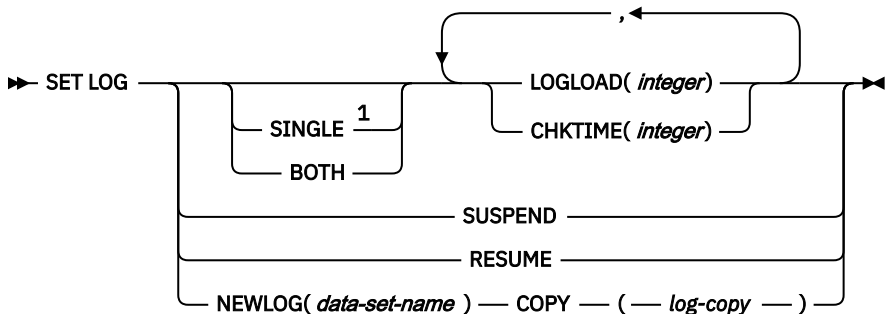 ,
SET LOG LOGLOAD( integer)
SINGLE 1 CHKTIME( integer)
BOTH
SUSPEND
RESUME
NEWLOG( data-set-name ) COPY ( log-copy )